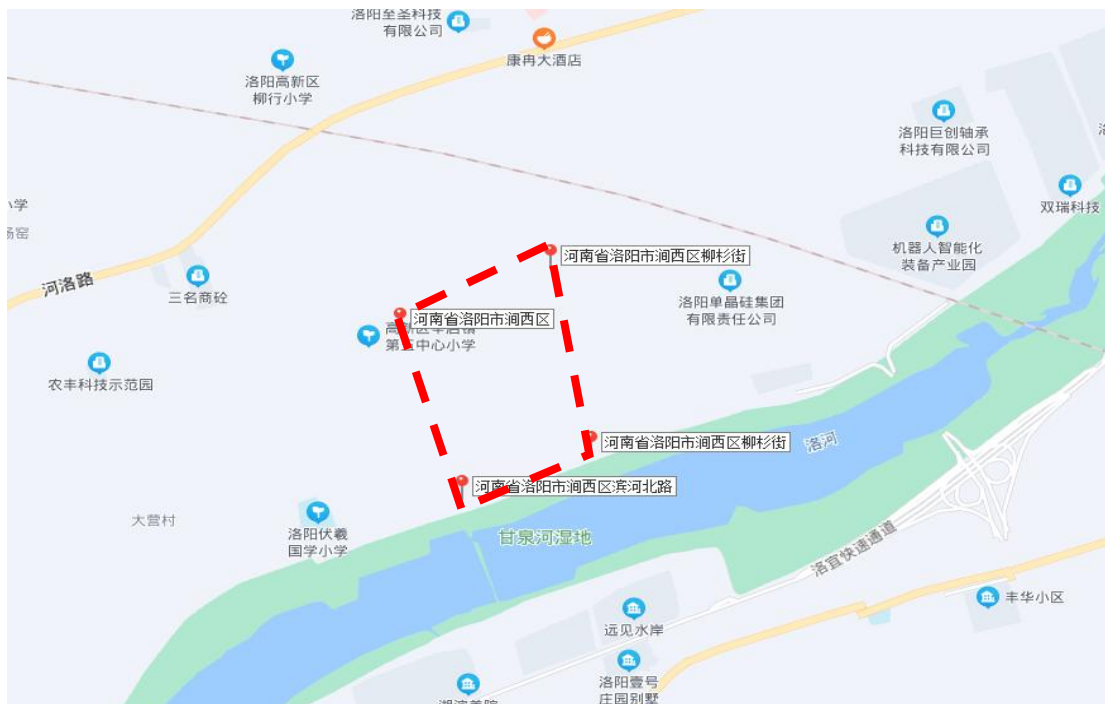 洛阳至圣科技
有限公司
康冉大酒店
洛阳高新区
柳行小学
洛阳巨创轴承
科技有限公司
双瑞科技
小学
杨窑
河南省洛阳市涧西区柳杉街
机器人智能化
装备产业园
河洛路
三名商砼
洛阳单晶硅集团
有限责任公司
河南省洛阳市涧西区
第五中心小学
农丰科技示范园
河南省洛阳市涧西区柳杉街
洛河
河南省洛阳市涧西区滨河北路
大营村
洛阳伏羲
国学小学
甘泉河湿地
洛宜快速通道
丰华小区
远见水岸
洛阳壹号
庄园别墅